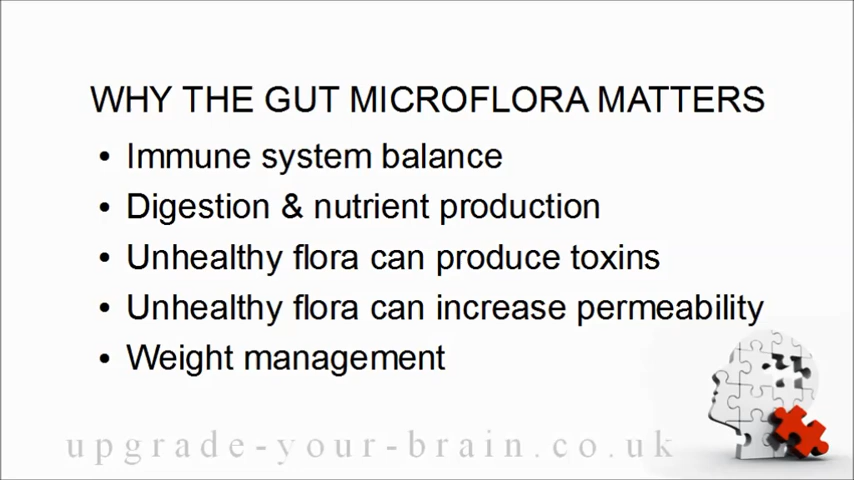 WHY THE GUT MICROFLORA MATTERS
• Immune system balance
• Digestion & nutrient production
• Unhealthy flora can produce toxins
• Unhealthy flora can increase permeability
• Weight management
upgrade-your-brain.co.uk